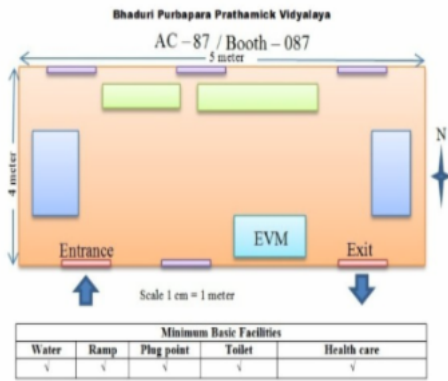 Bhaduri Purbapara Prathamick Vidyalaya
AC – 87 / Booth – 087
5 meter
4 meter
N
EVM
Entrance
Exit
Scale 1 cm = 1 meter
Minimum Basic Facilities
Water Ramp Plug point Toilet Health care
√ √ √ √ √